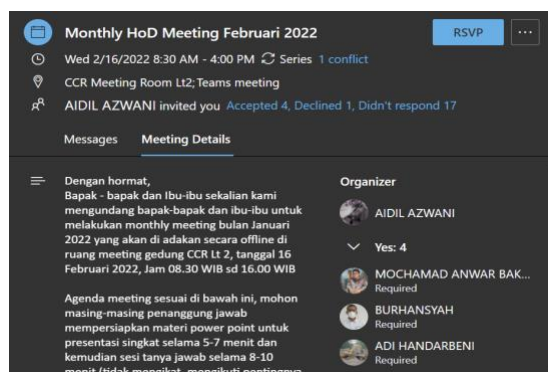 Monthly HoD Meeting Februari 2022
RSVP
Wed 2/16/2022 8:30 AM - 4:00 PM Series 1 conflict
CCR Meeting Room Lt2; Teams meeting
AIDIL AZWANI invited you Accepted 4, Declined 1, Didn't respond 17
Messages Meeting Details
Dengan hormat,
Bapak - bapak dan Ibu-ibu sekalian kami
mengundang bapak-bapak dan ibu-ibu untuk
melakukan monthly meeting bulan Januari
2022 yang akan di adakan secara offline di
ruang meeting gedung CCR Lt 2, tanggal 16
Februari 2022, Jam 08.30 WIB sd 16.00 WIB
Agenda meeting sesuai di bawah ini, mohon
masing-masing penanggung jawab
mempersiapkan materi power point untuk
presentasi singkat selama 5-7 menit dan
kemudian sesi tanya jawab selama 8-10
menit (tidak mengikat, mengikuti pentingnya
Organizer
AIDIL AZWANI
Yes: 4
MOCHAMAD ANWAR BAK...
Required
BURHANSYAH
Required
ADI HANDARBENI
Required